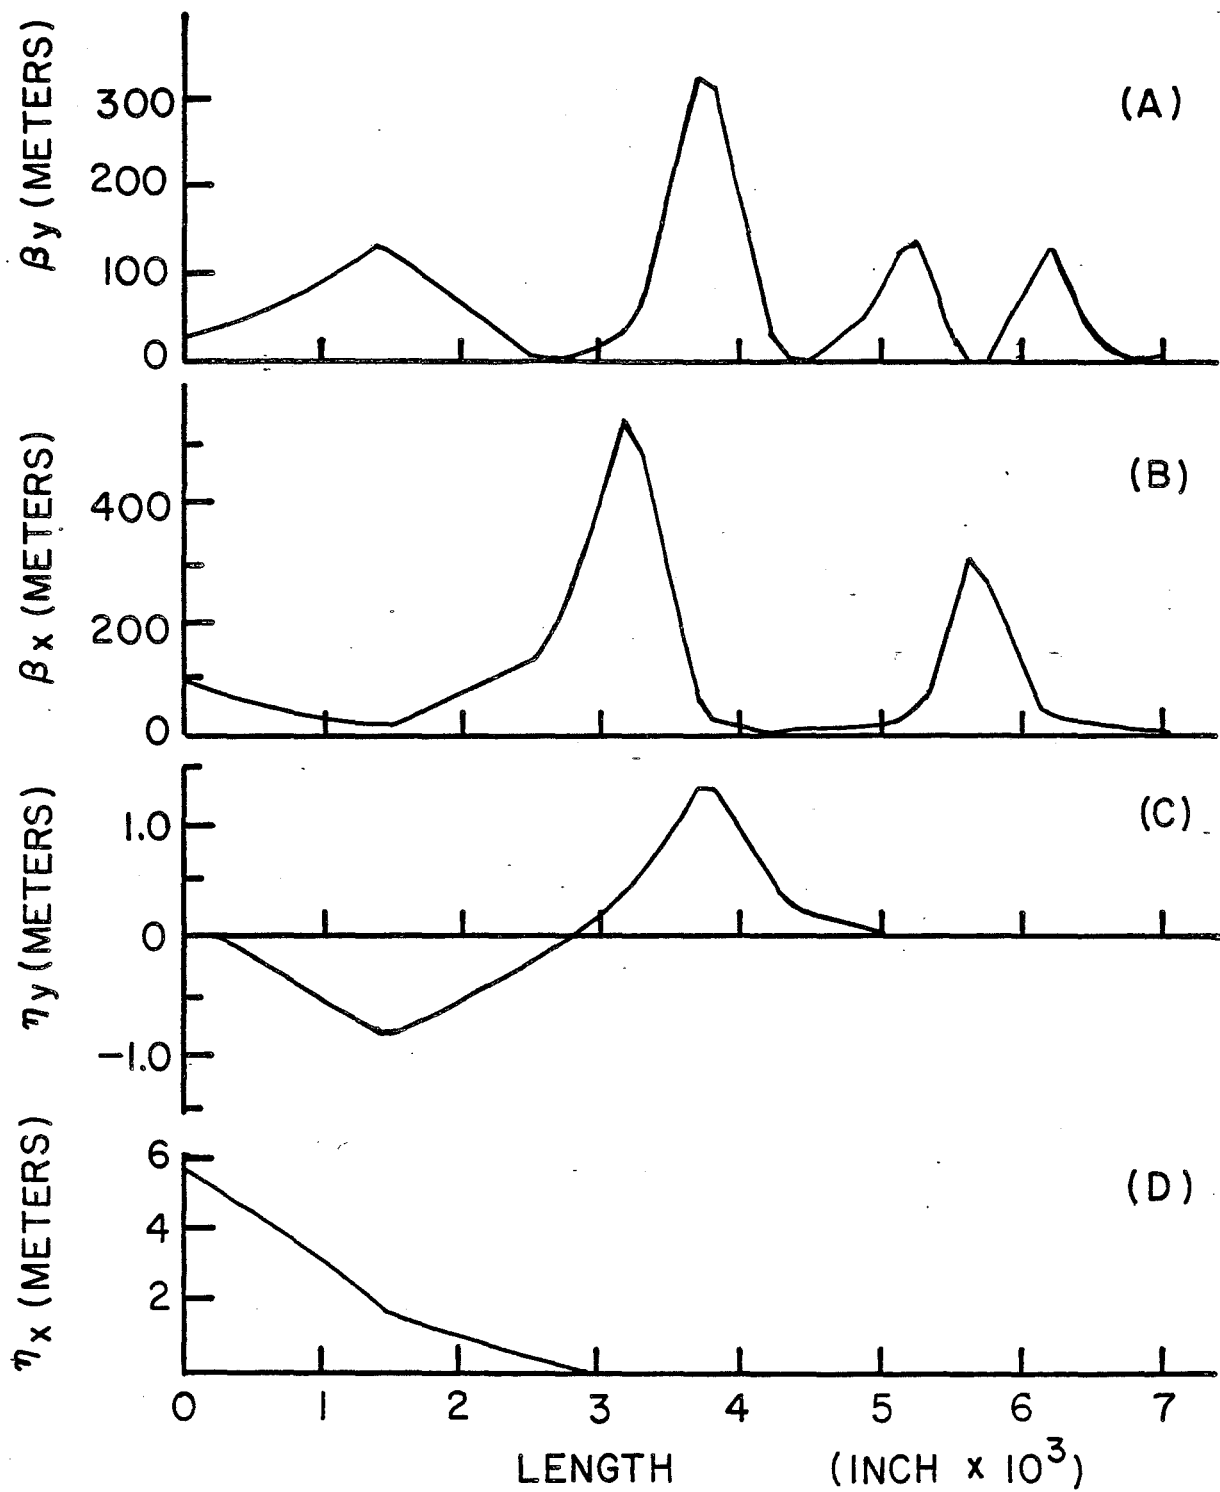 βy (METERS)
300
200
100
0
(A)
βx (METERS)
400
200
0
(B)
ηy (METERS)
1.0
0
-1.0
(C)
ηx (METERS)
6
4
2
(D)
0 1 2 3 4 5 6 7
LENGTH (INCH x 10³)